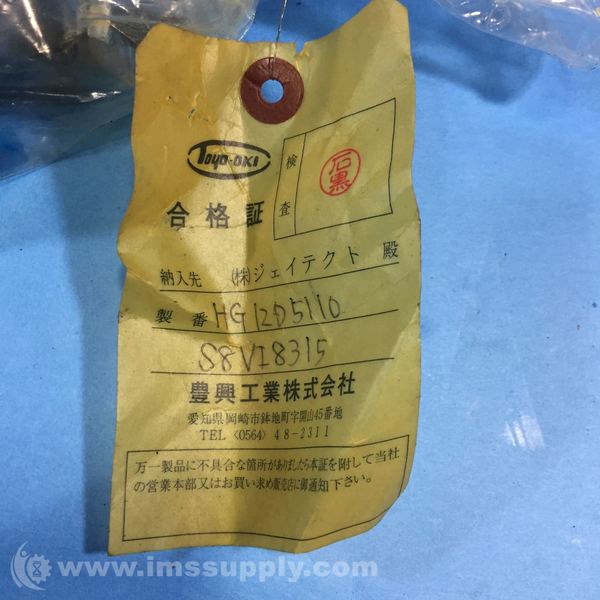 TOYO-OKI
検査
石黒
合格証
納入先 (株)ジェイテクト 殿
製番 HG12D5110
S8VI8315
豊興工業株式会社
愛知県岡崎市鉢地町字開山45番地
TEL〈0564〉48-2311
万一製品に不具合な箇所がありましたら本証を附して当社
の営業本部又はお買い求め販売店に御通知下さい。
www.imssupply.com